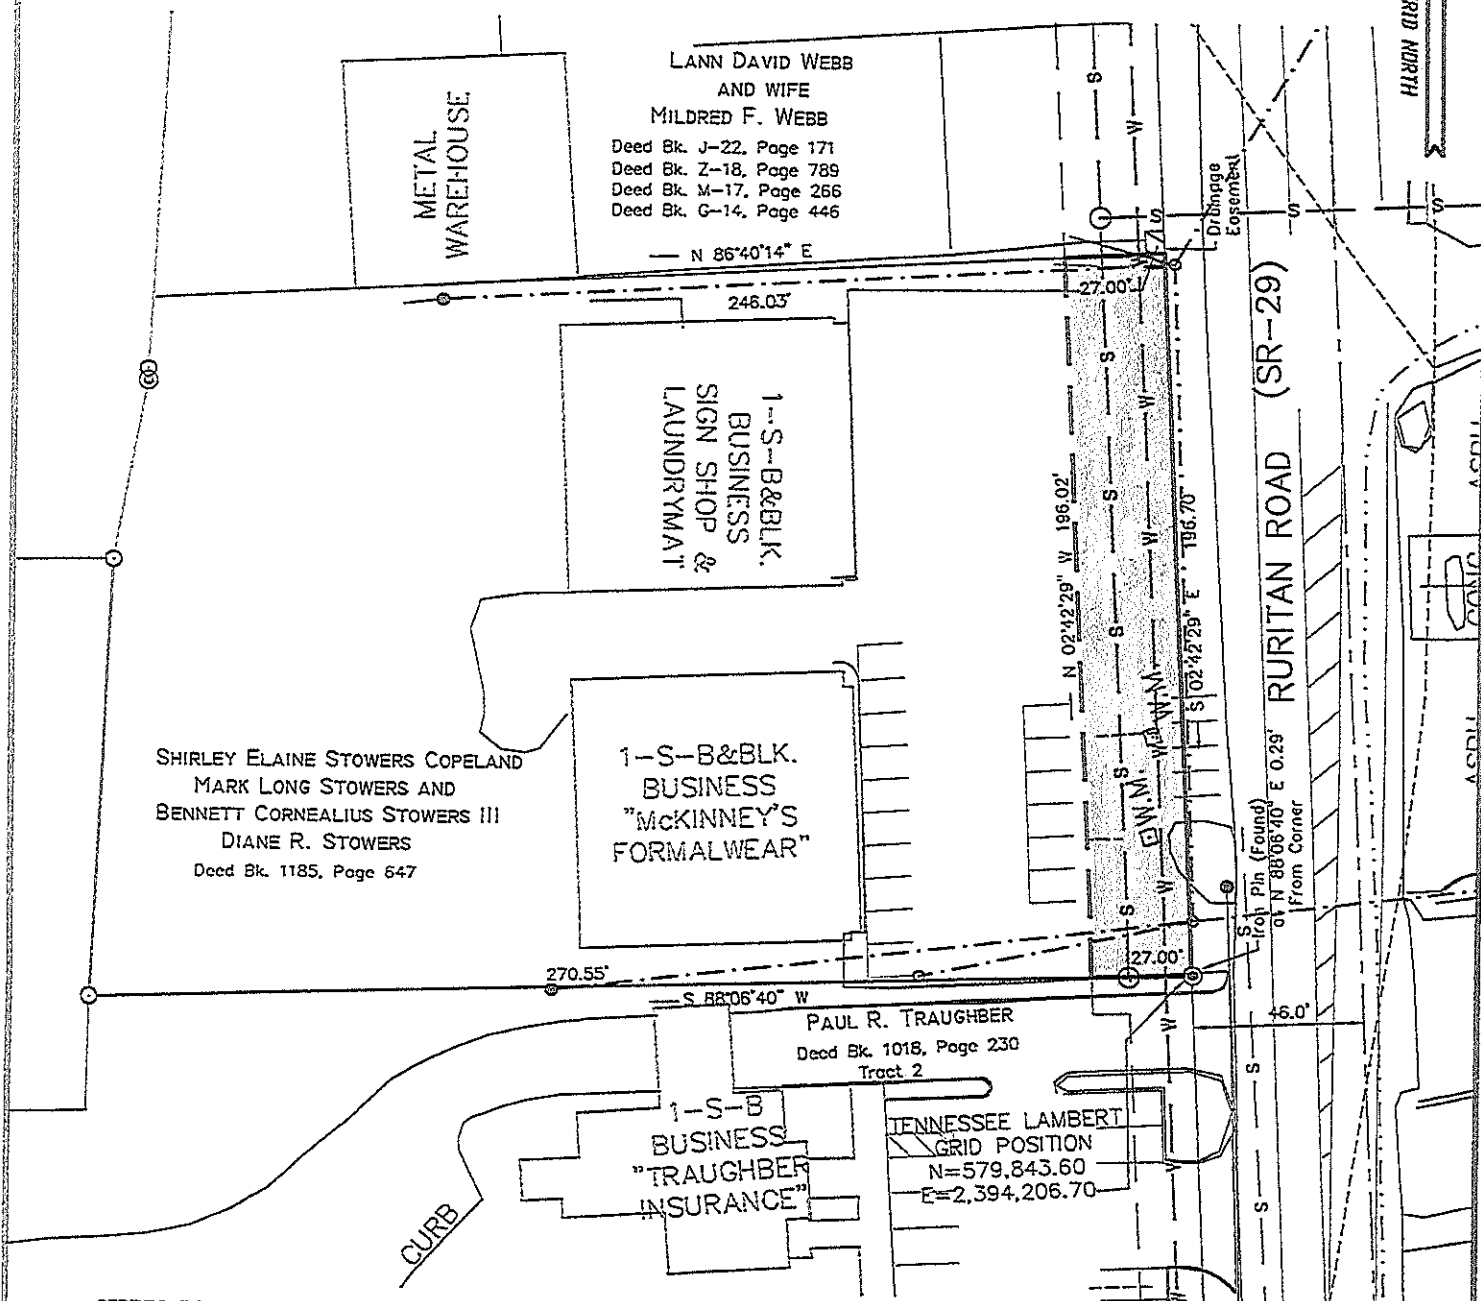 RID NORTH
LANN DAVID WEBB
AND WIFE
MILDRED F. WEBB
Deed Bk. J-22, Page 171
Deed Bk. Z-18, Page 789
Deed Bk. M-17, Page 266
Deed Bk. G-14, Page 446
METAL
WAREHOUSE
Drainage
Easement
N 86°40'14" E
246.03'
27.00'
S
S
S
S
W
W
RURITAN ROAD (SR-29)
1-S-B&BLK.
BUSINESS
SIGN SHOP &
LAUNDRYMAT
N 02°42'29" W 196.02'
S 02°42'29" E 196.70'
S
S
S
S
S
W
W
W
W
W.M.
W.M.
CONC
ASPH
ASPH
SHIRLEY ELAINE STOWERS COPELAND
MARK LONG STOWERS AND
BENNETT CORNEALIUS STOWERS III
DIANE R. STOWERS
Deed Bk. 1185, Page 647
1-S-B&BLK.
BUSINESS
"McKINNEY'S
FORMALWEAR"
Iron Pin (Found)
at N 88°06'40" E 0.29'
From Corner
270.55'
27.00'
S 88°06'40" W
46.0'
PAUL R. TRAUGHBER
Deed Bk. 1018, Page 230
Tract 2
1-S-B
BUSINESS
"TRAUGHBER
INSURANCE"
TENNESSEE LAMBERT
GRID POSITION
N=579,843.60
E=2,394,206.70
S
S
S
W
W
W
CURB